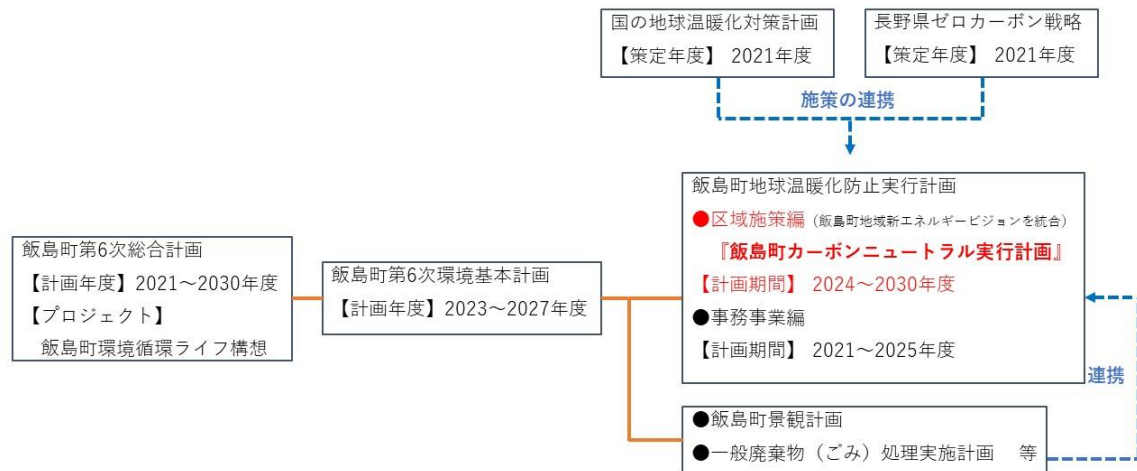 国の地球温暖化対策計画
【策定年度】 2021年度
長野県ゼロカーボン戦略
【策定年度】 2021年度
施策の連携
飯島町第6次総合計画
【計画年度】2021~2030年度
【プロジェクト】
飯島町環境循環ライフ構想
飯島町第6次環境基本計画
【計画年度】2023~2027年度
飯島町地球温暖化防止実行計画
●区域施策編(飯島町地域新エネルギービジョンを統合)
『飯島町カーボンニュートラル実行計画』
【計画期間】 2024~2030年度
●事務事業編
【計画期間】 2021~2025年度
連携
●飯島町景観計画
●一般廃棄物(ごみ)処理実施計画 等